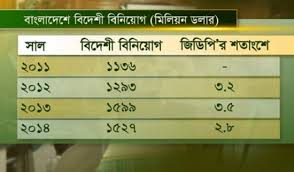 বাংলাদেশে বিদেশী বিনিয়োগ (মিলিয়ন ডলার)
সাল বিদেশী বিনিয়োগ জিডিপি'র শতাংশে
২০১১ ১১৩৬ -
২০১২ ১২৯৩ ৩.২
২০১৩ ১৫৯৯ ৩.৫
২০১৪ ১৫২৭ ২.৮